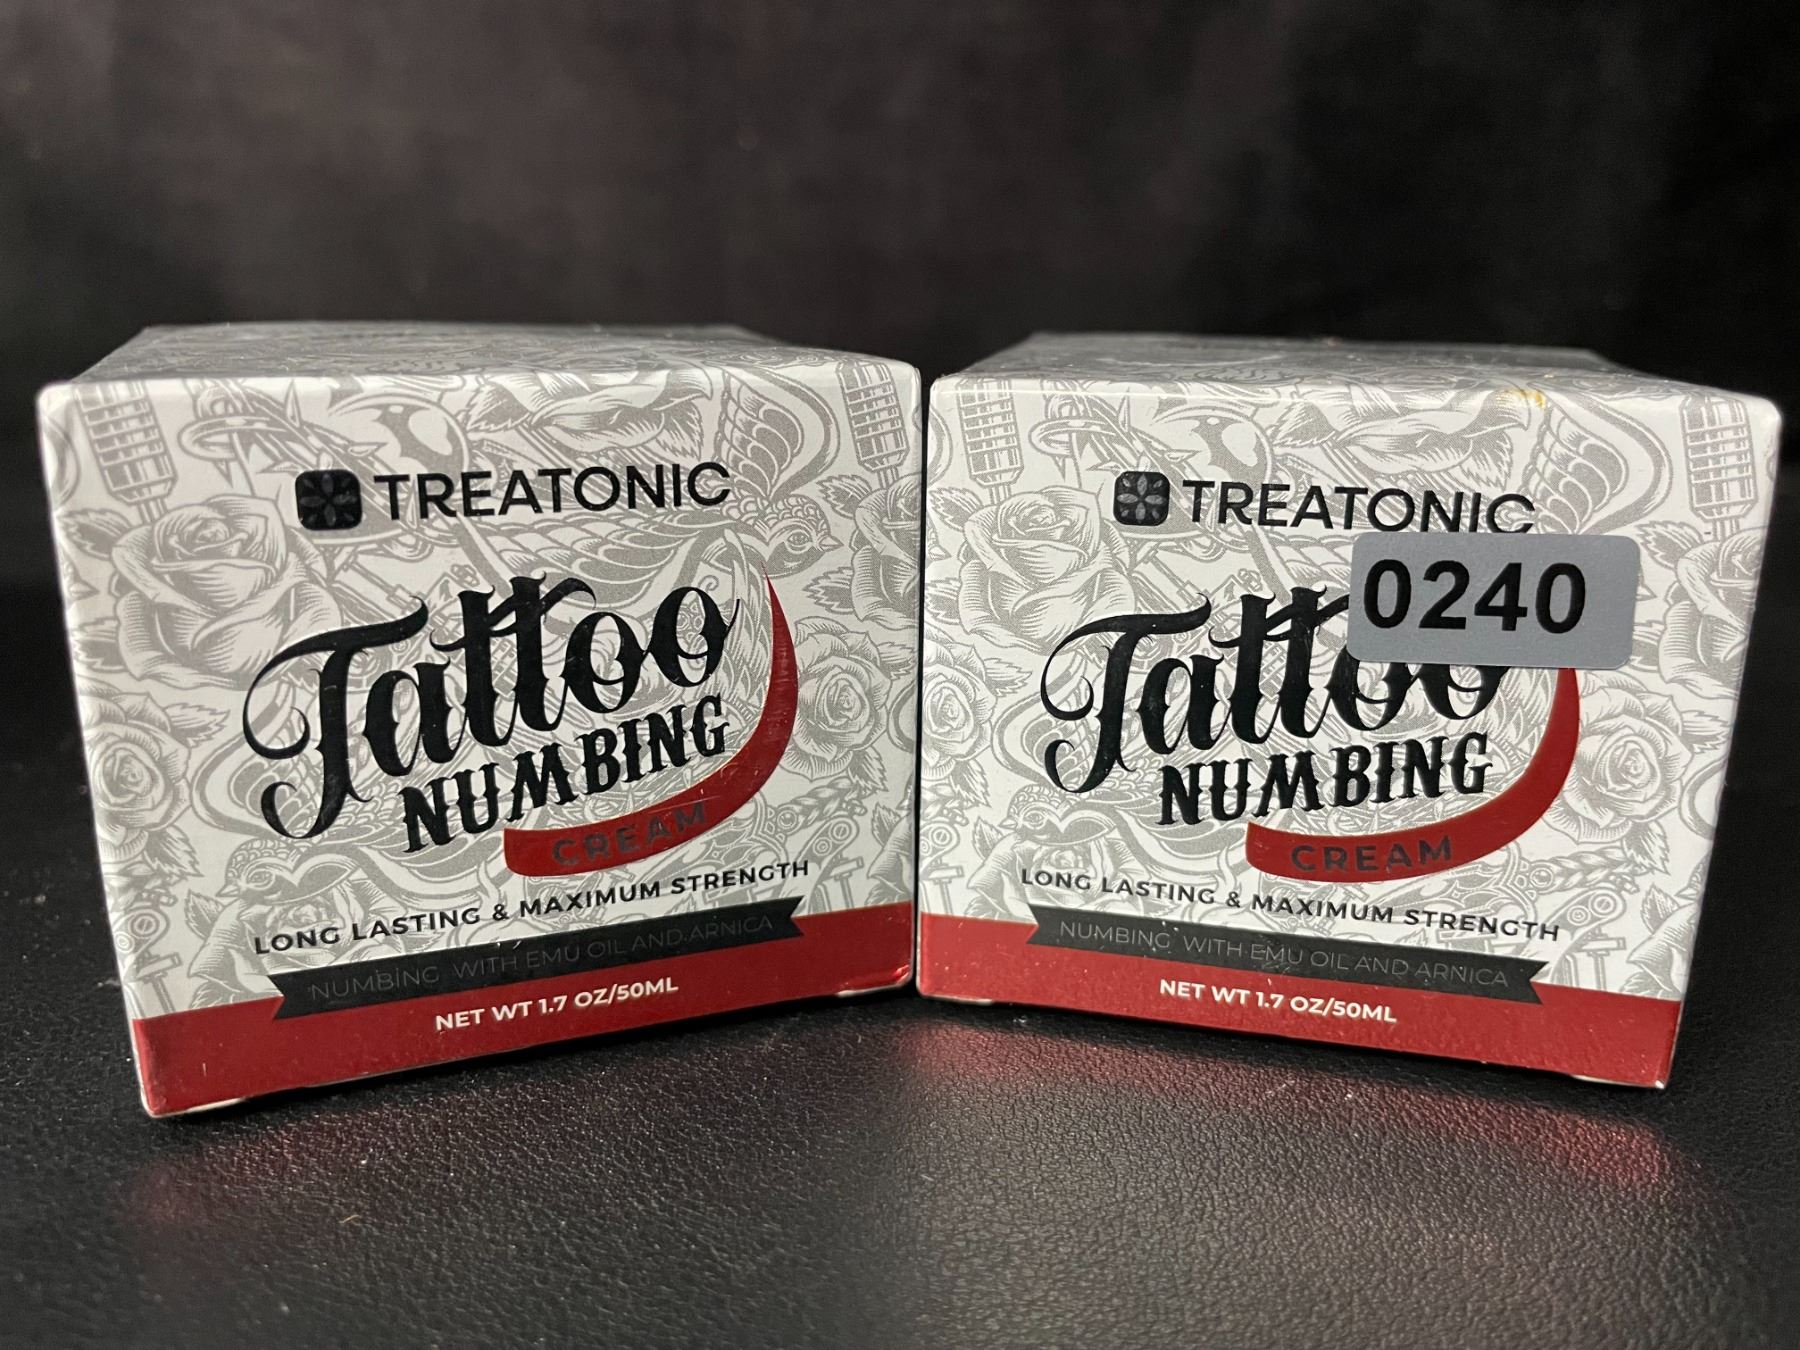 TREATONIC
Tattoo
NUMBING
CREAM
LONG LASTING & MAXIMUM STRENGTH
NUMBING WITH EMU OIL AND ARNICA
NET WT 1.7 OZ/50ML
TREATONIC
0240
Tattoo
NUMBING
CREAM
LONG LASTING & MAXIMUM STRENGTH
NUMBING WITH EMU OIL AND ARNICA
NET WT 1.7 OZ/50ML